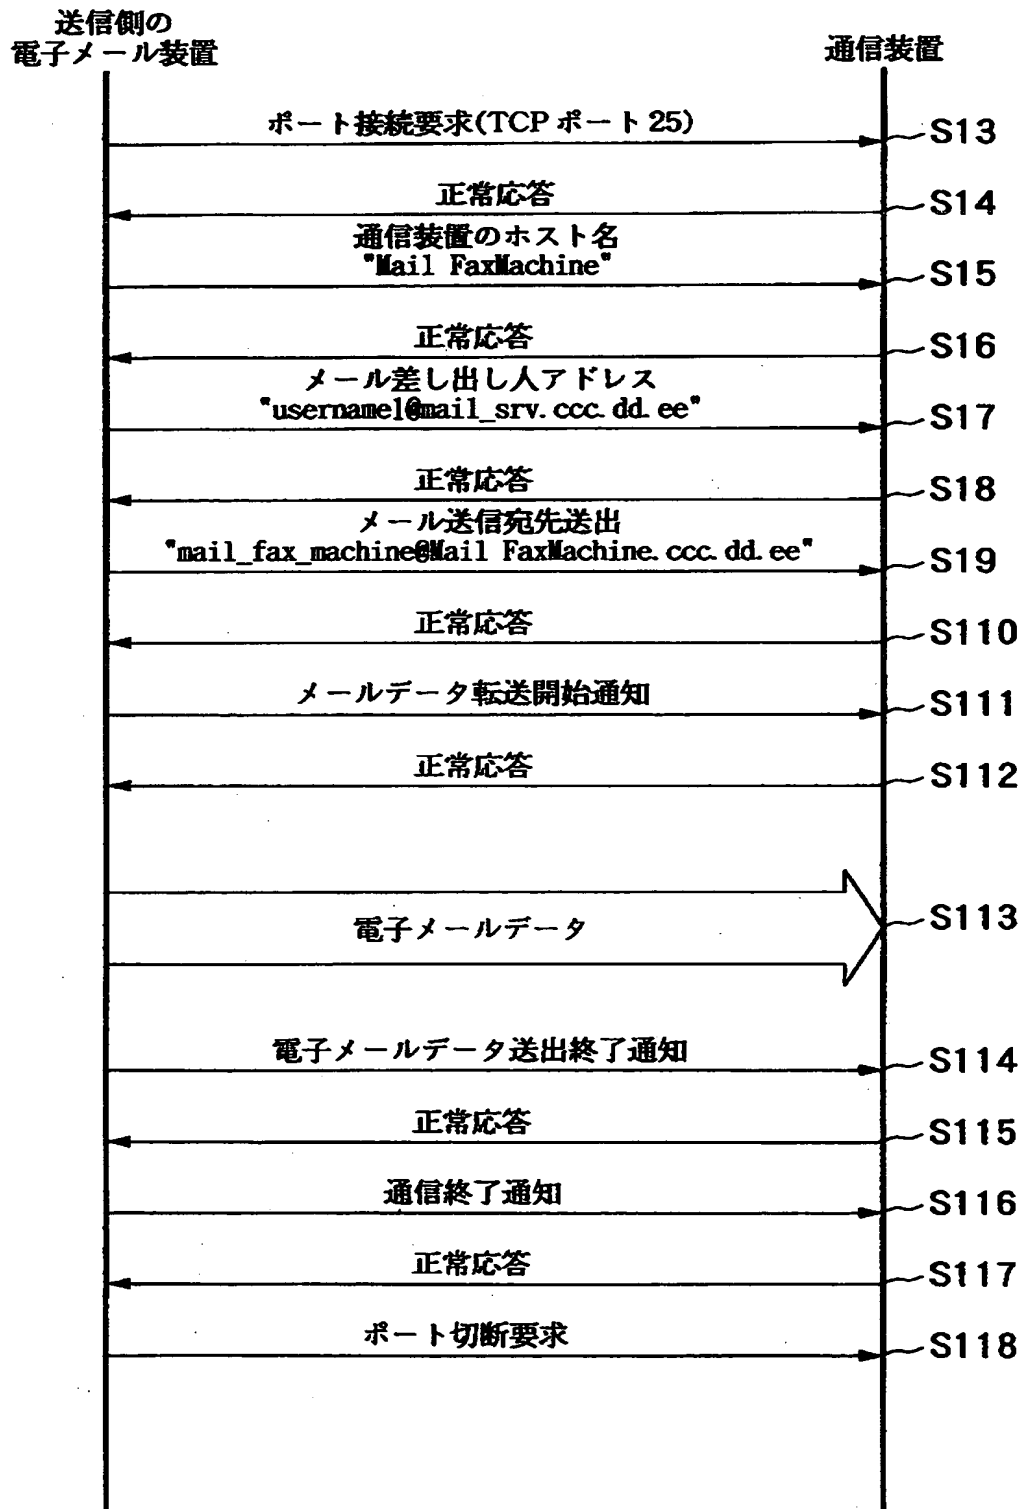 送信側の
電子メール装置
通信装置
ポート接続要求(TCP ポート 25)
S13
正常応答
S14
通信装置のホスト名
"Mail FaxMachine"
S15
正常応答
S16
メール差し出し人アドレス
"username1@mail_srv.ccc.dd.ee"
S17
正常応答
S18
メール送信宛先送出
"mail_fax_machine@Mail FaxMachine.ccc.dd.ee"
S19
正常応答
S110
メールデータ転送開始通知
S111
正常応答
S112
電子メールデータ
S113
電子メールデータ送出終了通知
S114
正常応答
S115
通信終了通知
S116
正常応答
S117
ポート切断要求
S118